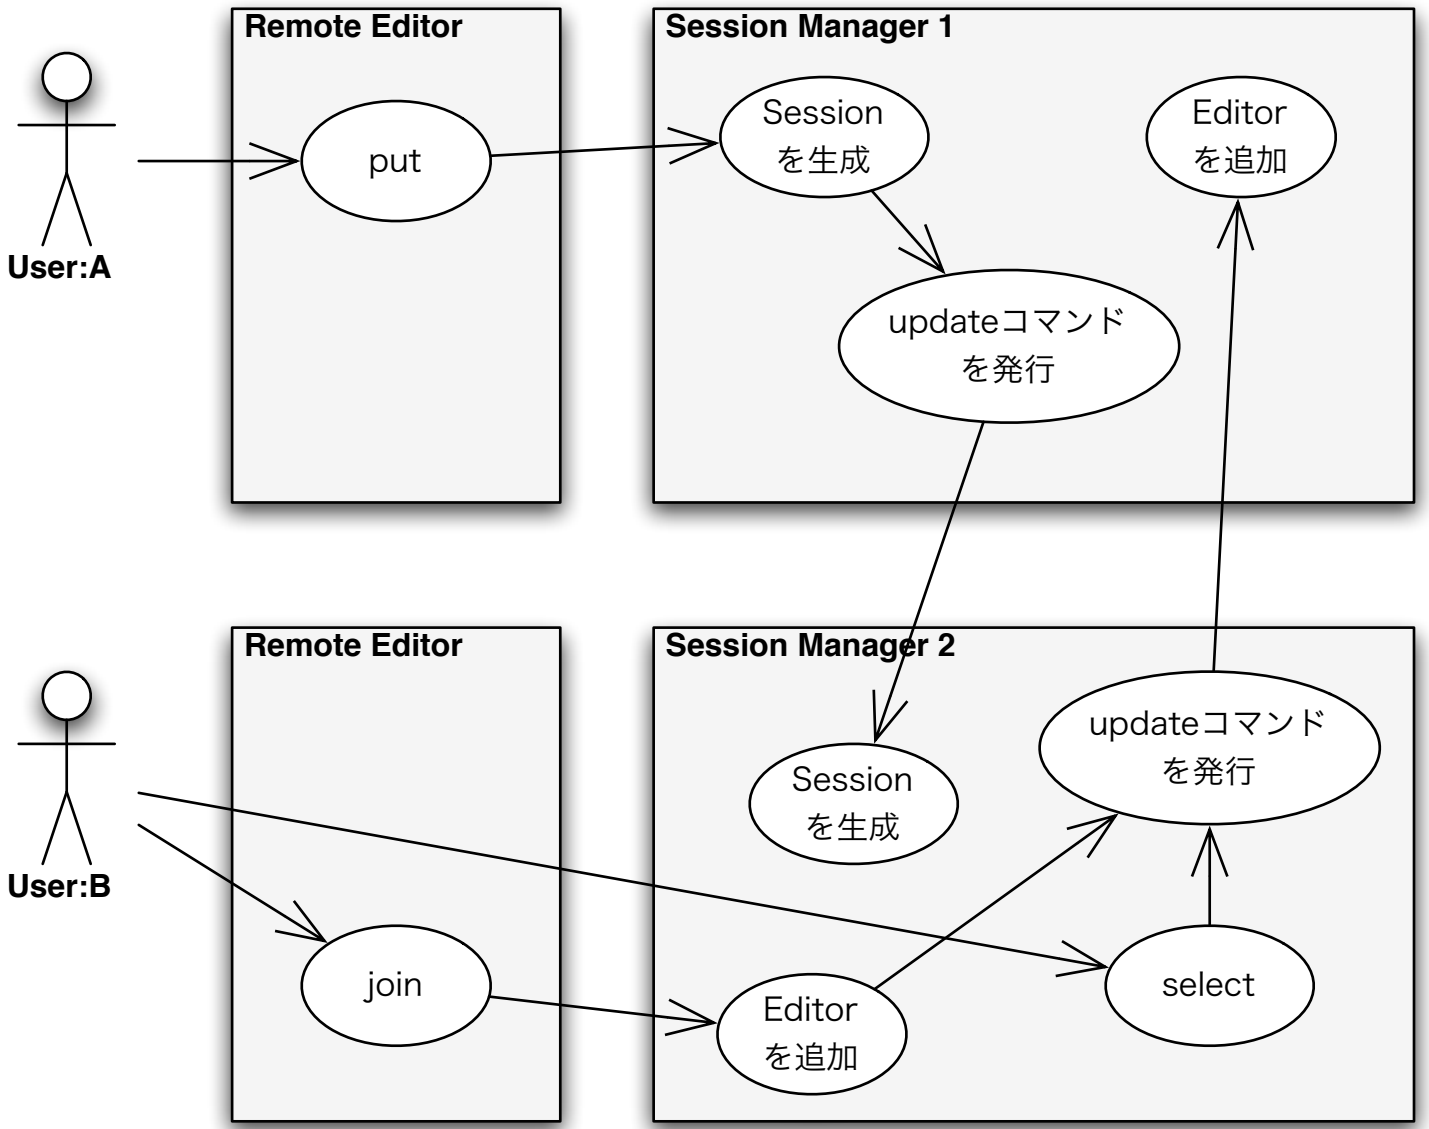 Remote Editor
Session Manager 1
Session
を生成
Editor
を追加
put
User:A
updateコマンド
を発行
Remote Editor
Session Manager 2
updateコマンド
を発行
Session
を生成
User:B
join
select
Editor
を追加